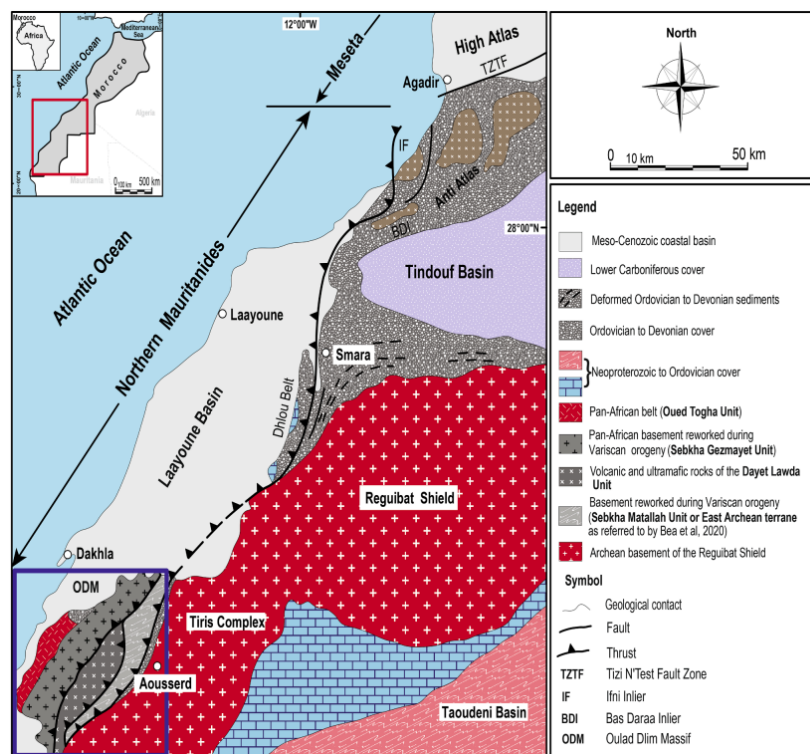 Morocco
Africa
Mediterranean
Sea
Atlantic Ocean
Morocco
Algeria
Mauritania
30°00"N
20°00"N
0 100 km 500 km
12°00"W
Meseta
High Atlas
TZTF
Agadir
IF
Anti Atlas
BDI
28°00"N
Tindouf Basin
Atlantic Ocean
Northern Mauritanides
Laayoune
Smara
Dhlou Belt
Laayoune Basin
Reguibat Shield
Dakhla
ODM
Tiris Complex
Aousserd
Taoudeni Basin
North
0 10 km 50 km
Legend
Meso-Cenozoic coastal basin
Lower Carboniferous cover
Deformed Ordovician to Devonian sediments
Ordovician to Devonian cover
Neoproterozoic to Ordovician cover
Pan-African belt (Oued Togha Unit)
Pan-African basement reworked during
Variscan orogeny (Sebkha Gezmayet Unit)
Volcanic and ultramafic rocks of the Dayet Lawda
Unit
Basement reworked during Variscan orogeny
(Sebkha Matallah Unit or East Archean terrane
as referred to by Bea et al, 2020)
Archean basement of the Reguibat Shield
Symbol
Geological contact
Fault
Thrust
TZTF Tizi N'Test Fault Zone
IF Ifni Inlier
BDI Bas Daraa Inlier
ODM Oulad Dlim Massif